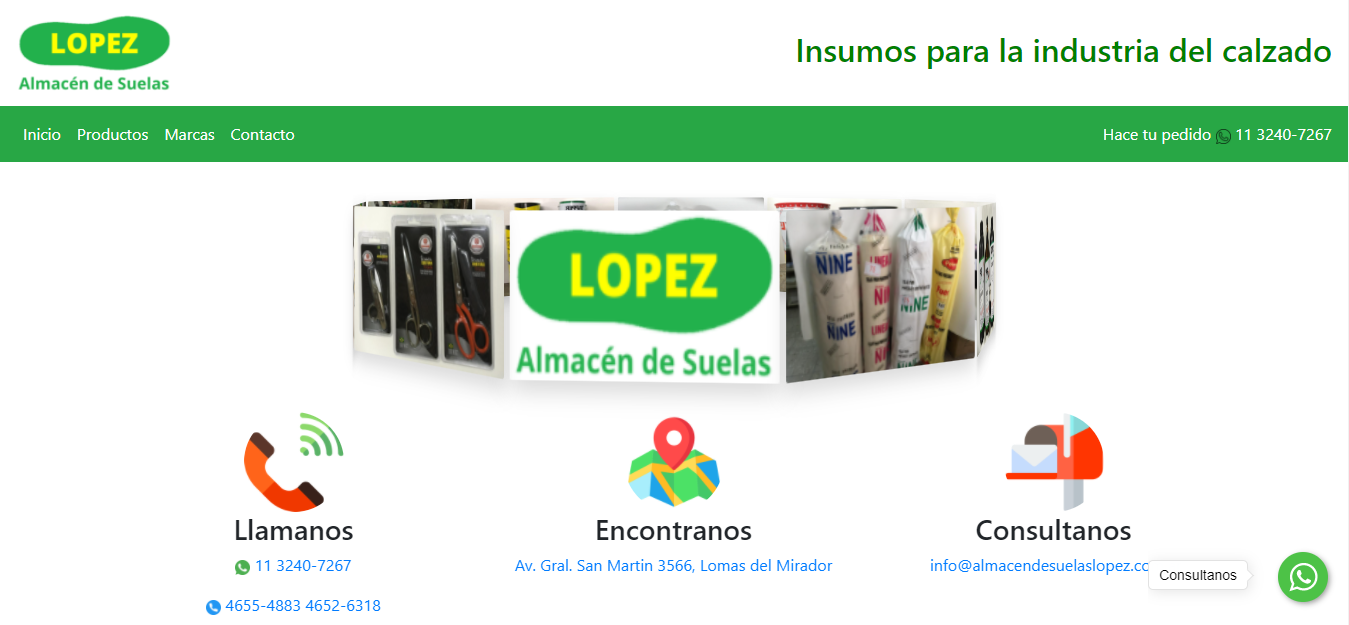 LOPEZ
Almacén de Suelas
Insumos para la industria del calzado
Inicio Productos Marcas Contacto
Hace tu pedido 11 3240-7267
LOPEZ
Almacén de Suelas
NINE
NINE
NINE
Llamanos
11 3240-7267
4655-4883 4652-6318
Encontranos
Av. Gral. San Martin 3566, Lomas del Mirador
Consultanos
info@almacendesuelaslopez.c
Consultanos